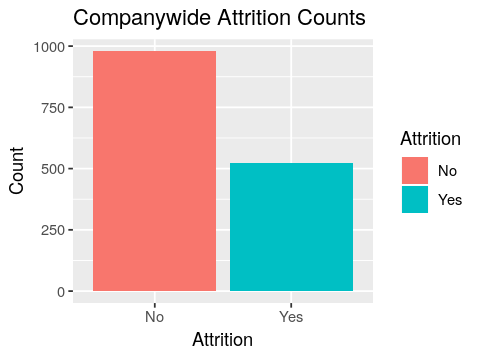 Companywide Attrition Counts
Count
1000
750
500
250
0
No
Yes
Attrition
Attrition
No
Yes